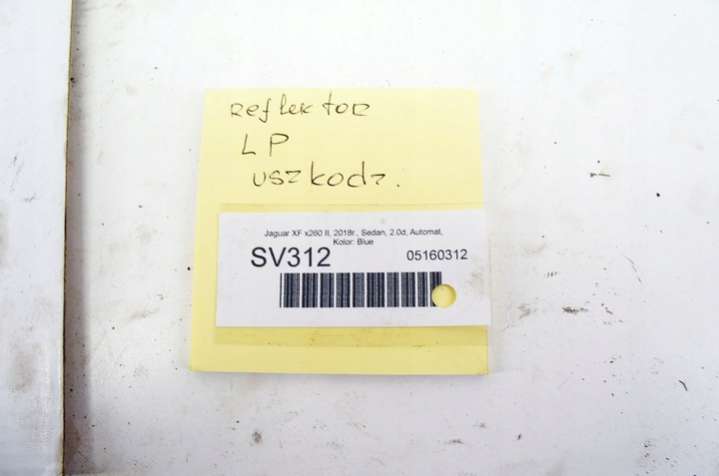 Reflektor
LP
uszkodz.
Jaguar XF x260 II, 2018r., Sedan, 2.0d, Automat,
Kolor: Blue
SV312 05160312